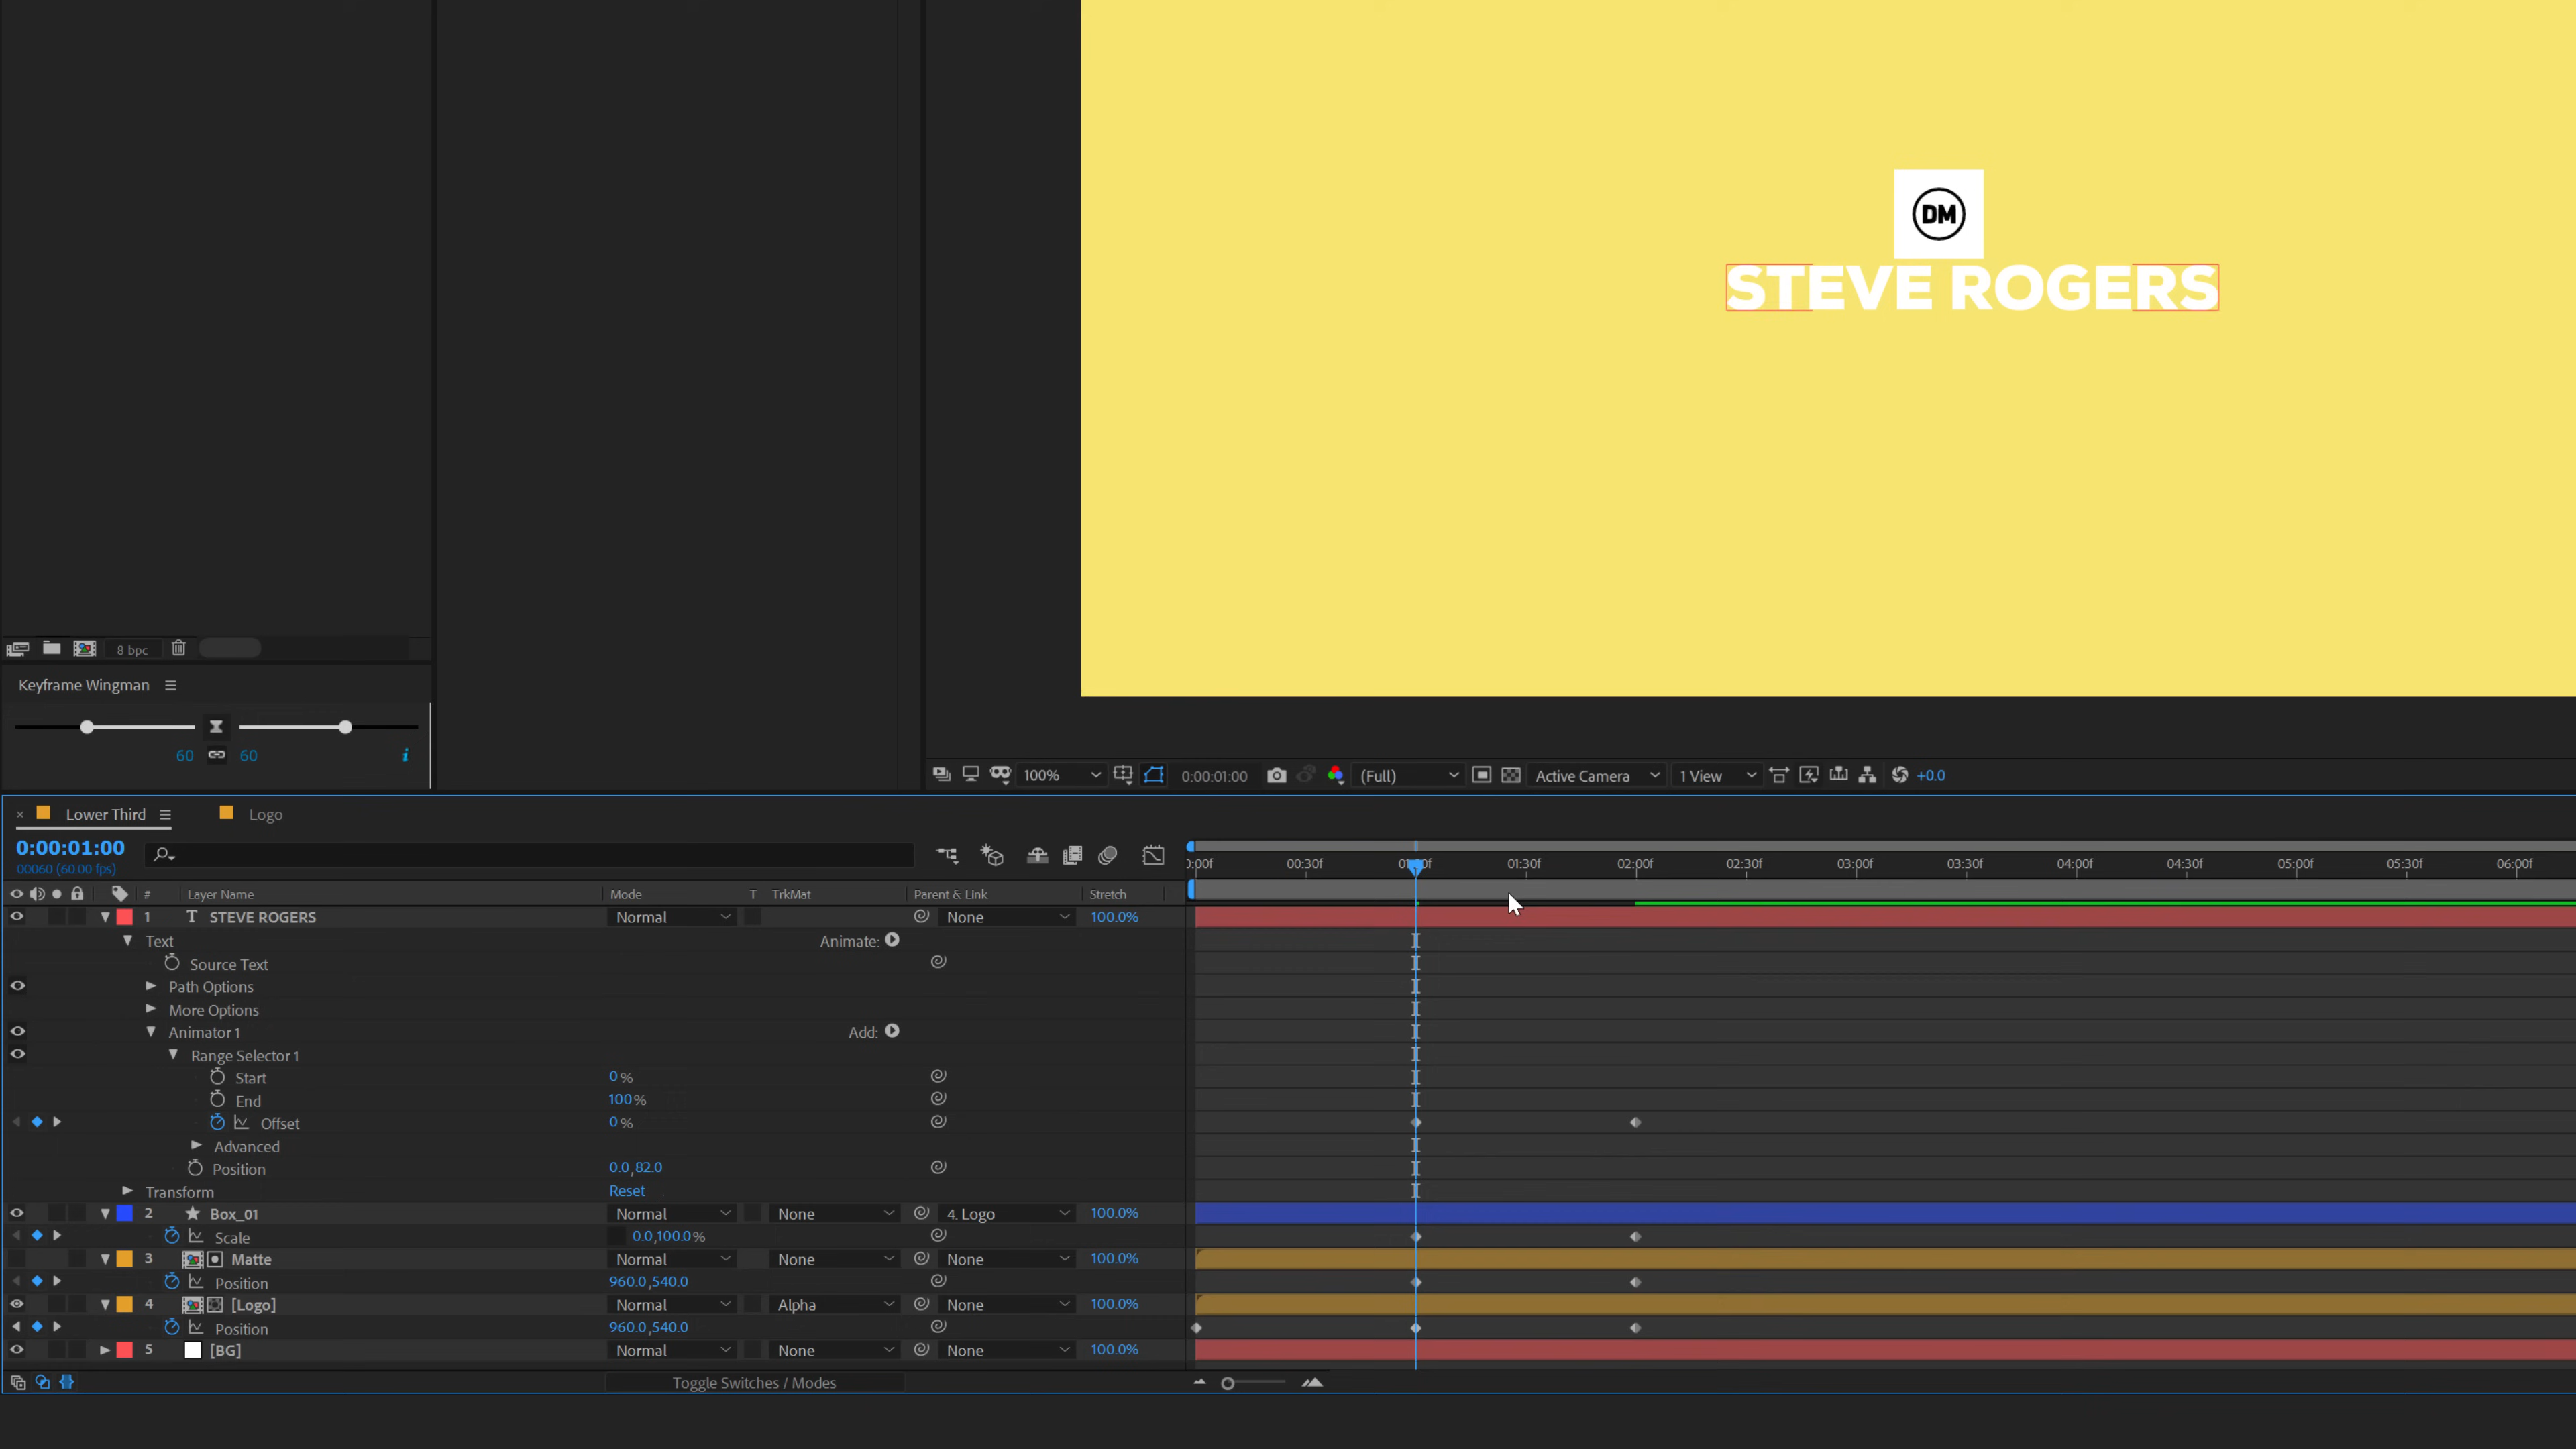 DM
STEVE ROGERS
8 bpc
Keyframe Wingman
60 60 i
100% 0:00:01:00 (Full) Active Camera 1 View +0.0
× Lower Third Logo
0:00:01:00
00060 (60.00 fps)
00:30f 01:30f 02:00f 02:30f 03:00f 03:30f 04:00f 04:30f 05:00f 05:30f 06:00f
# Layer Name Mode T TrkMat Parent & Link Stretch
1 T STEVE ROGERS Normal None 100.0%
Text Animate:
Source Text
Path Options
More Options
Animator 1 Add:
Range Selector 1
Start 0%
End 100%
Offset 0%
Advanced
Position 0.0,82.0
Transform Reset
2 Box_01 Normal None 4. Logo 100.0%
Scale 0.0,100.0%
3 Matte Normal None None 100.0%
Position 960.0,540.0
4 [Logo] Normal Alpha None 100.0%
Position 960.0,540.0
5 [BG] Normal None None 100.0%
Toggle Switches / Modes